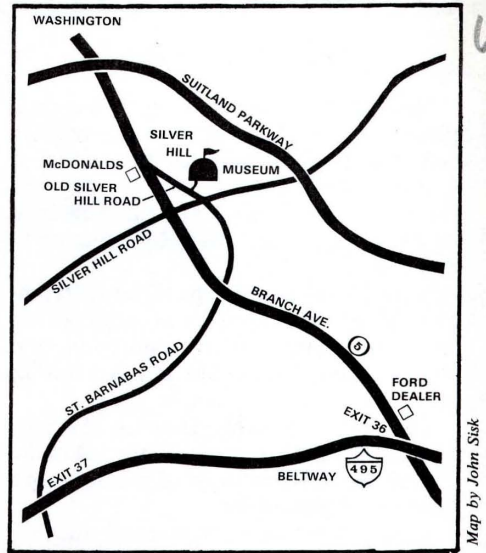 WASHINGTON
SUITLAND PARKWAY
SILVER
HILL
MUSEUM
McDONALDS
OLD SILVER
HILL ROAD
SILVER HILL ROAD
BRANCH AVE.
5
ST. BARNABAS ROAD
FORD
DEALER
EXIT 36
EXIT 37
BELTWAY
495
Map by John Sisk